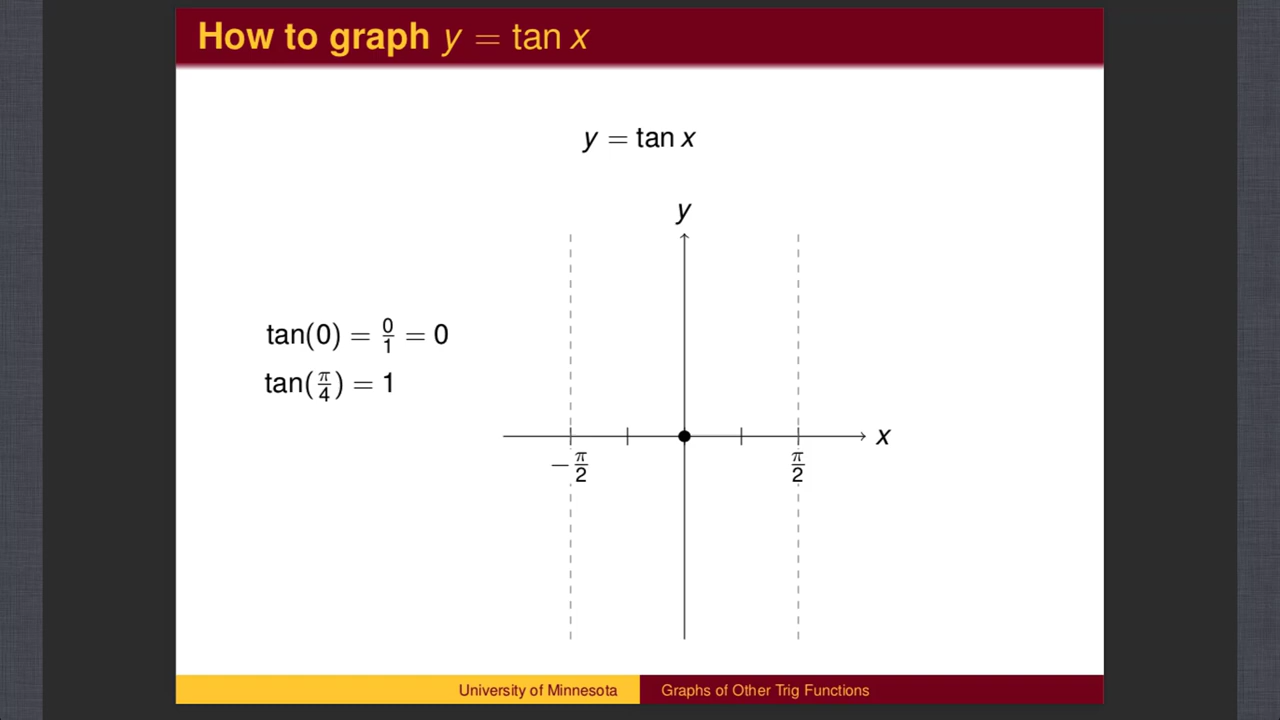 How to graph y = tan x
y = tan x
y
tan(0) = 0/1 = 0
tan(π/4) = 1
x
−π/2
π/2
University of Minnesota
Graphs of Other Trig Functions